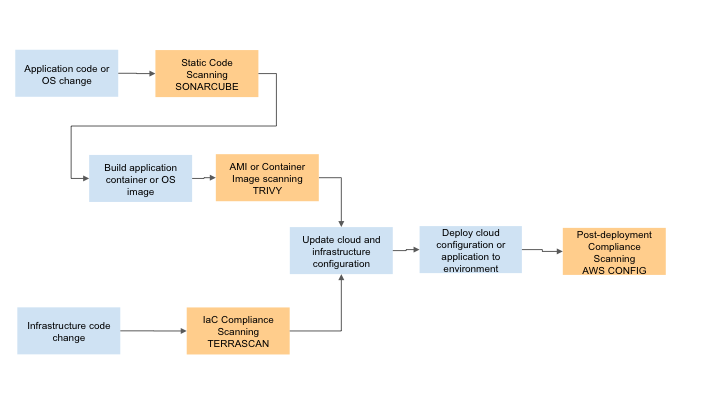 Application code or
OS change
Static Code
Scanning
SONARCUBE
Build application
container or OS
image
AMI or Container
Image scanning
TRIVY
Update cloud and
infrastructure
configuration
Deploy cloud
configuration or
application to
environment
Post-deployment
Compliance
Scanning
AWS CONFIG
Infrastructure code
change
IaC Compliance
Scanning
TERRASCAN